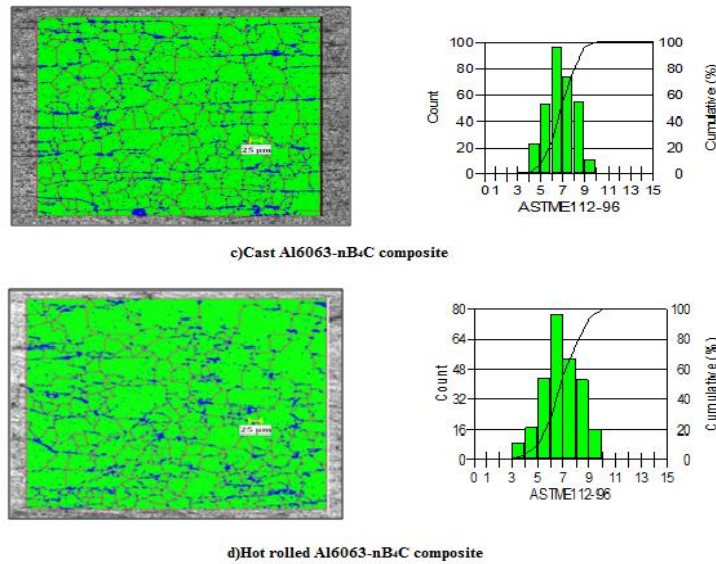 100
80
60
40
20
0
Count
100
80
60
40
20
0
Cumulative (%)
0 1 3 5 7 9 11 13 15
ASTME112-96
25 µm
c)Cast Al6063-nB₄C composite
80
64
48
32
16
0
Count
100
80
60
40
20
0
Cumulative (%)
0 1 3 5 7 9 11 13 15
ASTME112-96
25 µm
d)Hot rolled Al6063-nB₄C composite